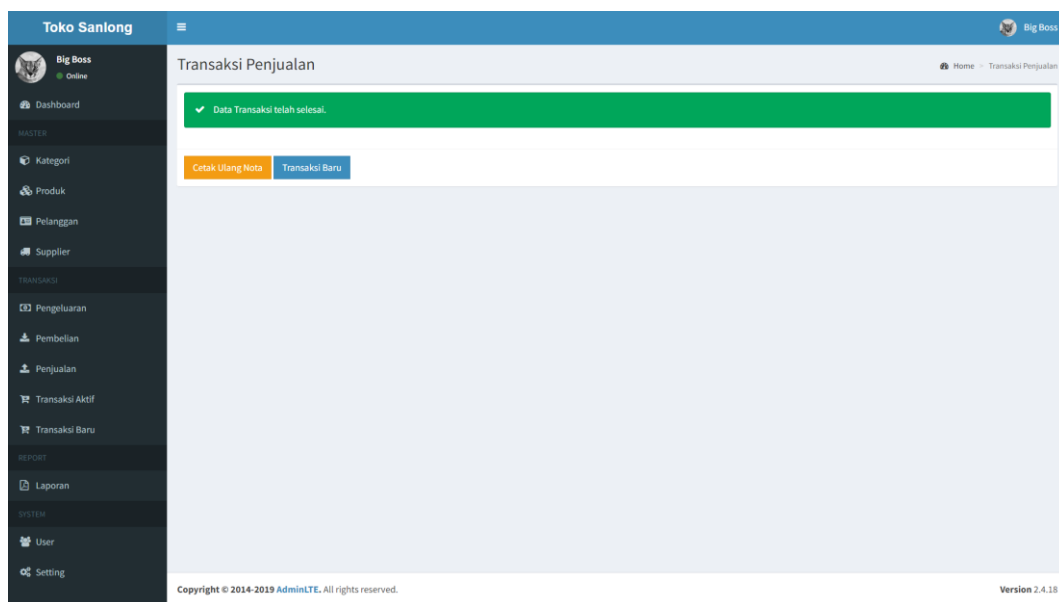 Toko Sanlong
Big Boss
Big Boss
Online
Dashboard
MASTER
Kategori
Produk
Pelanggan
Supplier
TRANSAKSI
Pengeluaran
Pembelian
Penjualan
Transaksi Aktif
Transaksi Baru
REPORT
Laporan
SYSTEM
User
Setting
Transaksi Penjualan
Home > Transaksi Penjualan
Data Transaksi telah selesai.
Cetak Ulang Nota
Transaksi Baru
Copyright © 2014-2019 AdminLTE. All rights reserved.
Version 2.4.18